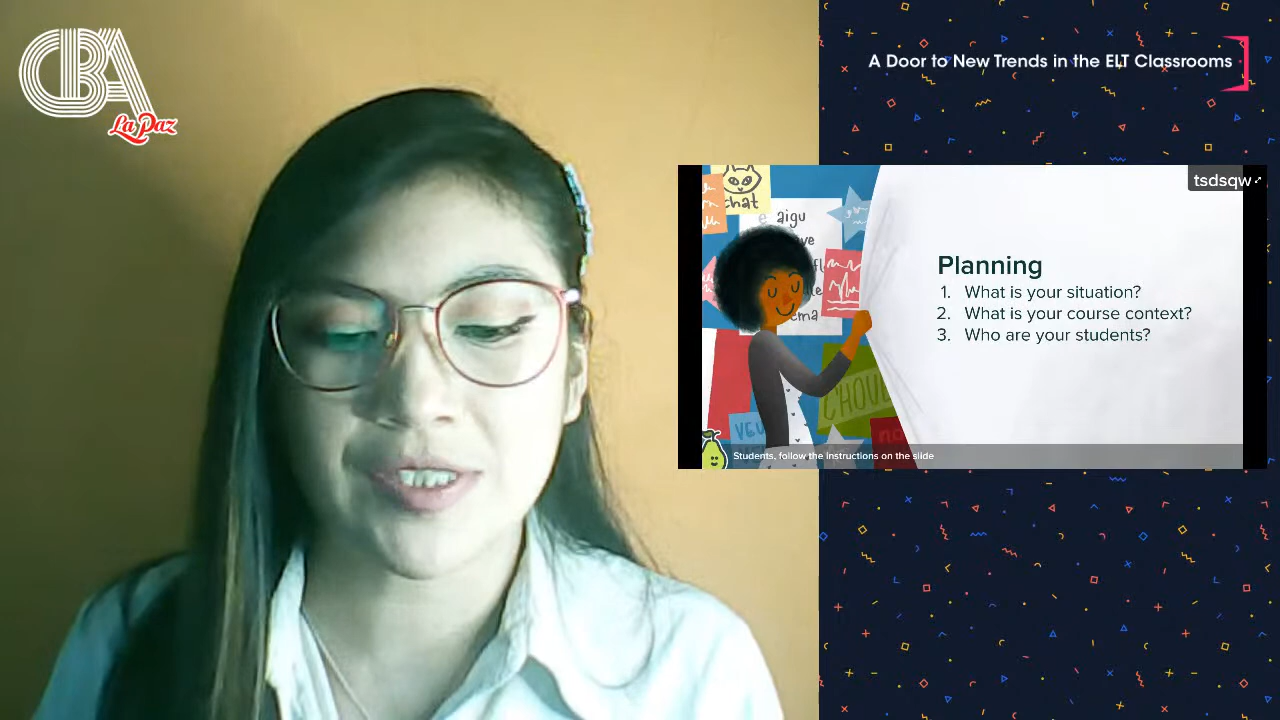 CBA
La Paz
A Door to New Trends in the ELT Classrooms
tsdsqw
chat
aigu
Planning
1. What is your situation?
2. What is your course context?
3. Who are your students?
Students, follow the instructions on the slide